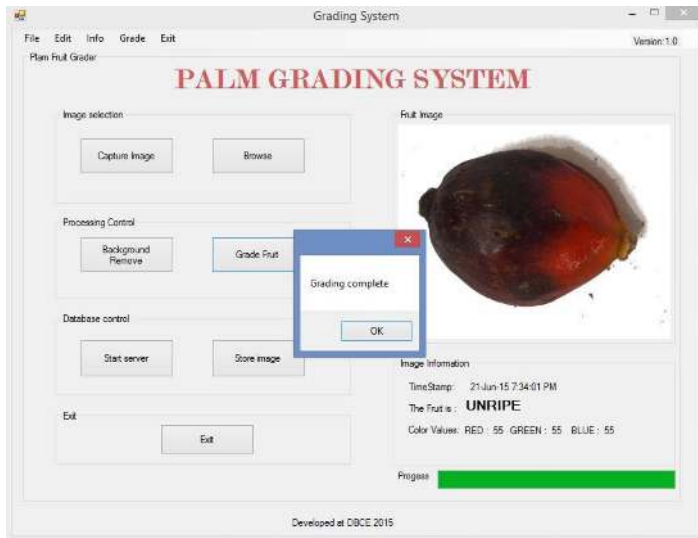 Grading System
File Edit Info Grade Exit
Version:1.0
Plam Fruit Grader
PALM GRADING SYSTEM
Image selection
Capture Image Browse
Fruit Image
Processing Control
Background
Remove
Grade Fruit
Grading complete
OK
Database control
Start server Store image
Image Information
TimeStamp: 21-Jun-15 7:34:01 PM
The Fruit is : UNRIPE
Color Values: RED : 55 GREEN : 55 BLUE : 55
Exit
Exit
Progess
Developed at DBCE 2015